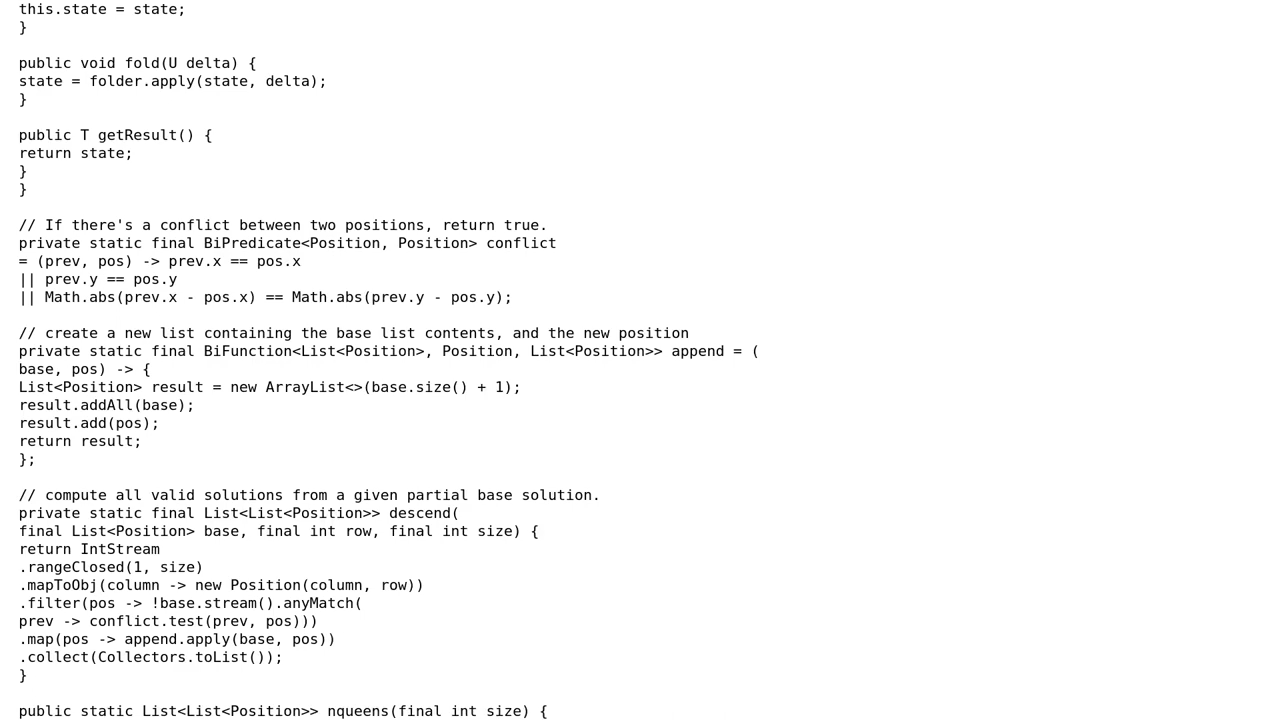 this.state = state;
}

public void fold(U delta) {
state = folder.apply(state, delta);
}

public T getResult() {
return state;
}
}

// If there's a conflict between two positions, return true.
private static final BiPredicate<Position, Position> conflict
= (prev, pos) -> prev.x == pos.x
|| prev.y == pos.y
|| Math.abs(prev.x - pos.x) == Math.abs(prev.y - pos.y);

// create a new list containing the base list contents, and the new position
private static final BiFunction<List<Position>, Position, List<Position>> append = (
base, pos) -> {
List<Position> result = new ArrayList<>(base.size() + 1);
result.addAll(base);
result.add(pos);
return result;
};

// compute all valid solutions from a given partial base solution.
private static final List<List<Position>> descend(
final List<Position> base, final int row, final int size) {
return IntStream
.rangeClosed(1, size)
.mapToObj(column -> new Position(column, row))
.filter(pos -> !base.stream().anyMatch(
prev -> conflict.test(prev, pos)))
.map(pos -> append.apply(base, pos))
.collect(Collectors.toList());
}

public static List<List<Position>> nqueens(final int size) {